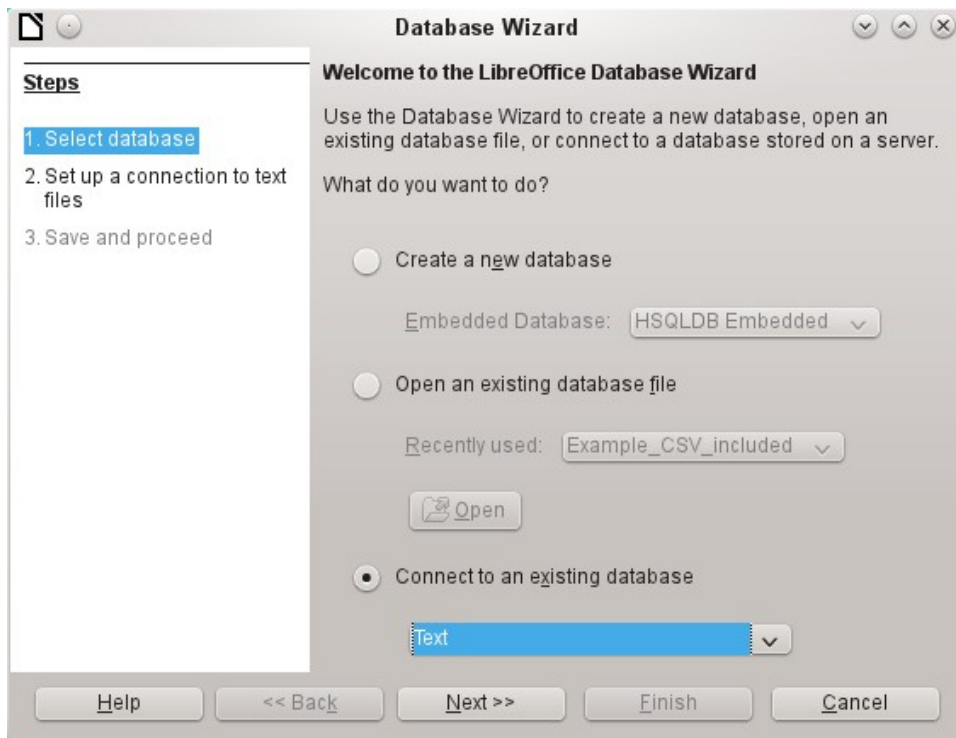 Database Wizard
Steps
1. Select database
2. Set up a connection to text
files
3. Save and proceed
Welcome to the LibreOffice Database Wizard
Use the Database Wizard to create a new database, open an
existing database file, or connect to a database stored on a server.
What do you want to do?
Create a new database
Embedded Database: HSQLDB Embedded
Open an existing database file
Recently used: Example_CSV_included
Open
Connect to an existing database
Text
Help << Back Next >> Finish Cancel